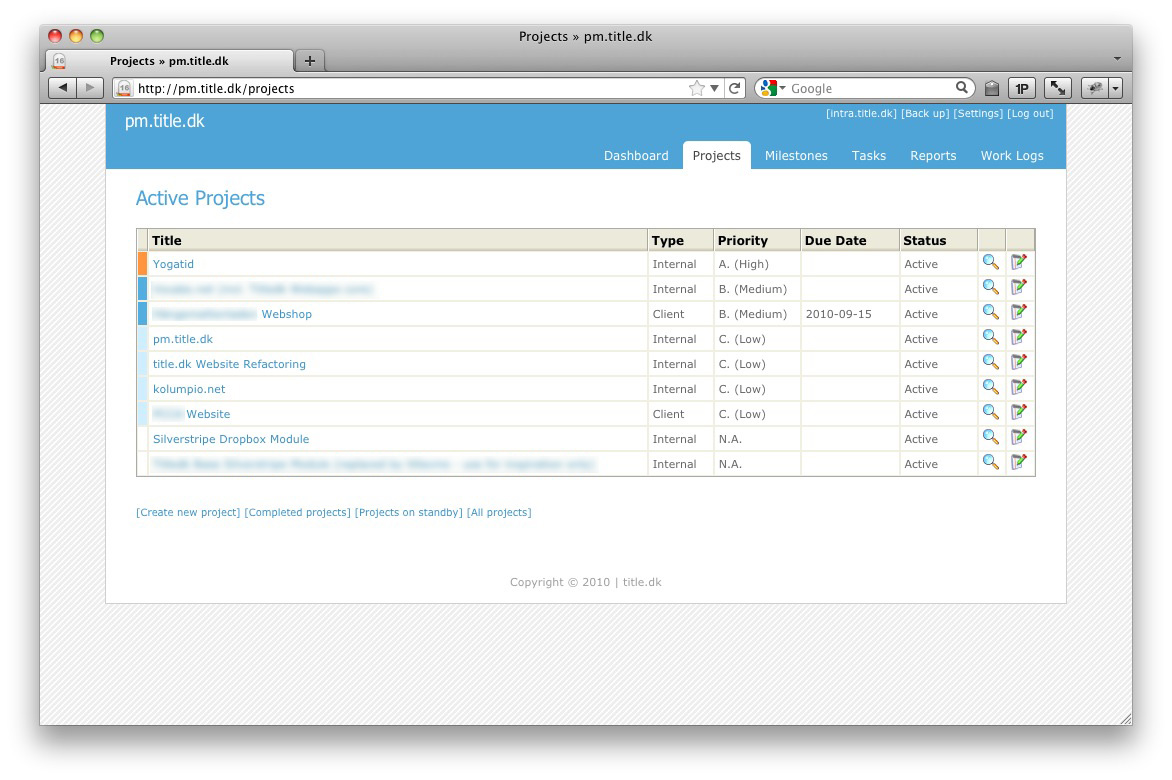 Projects » pm.title.dk
16 Projects » pm.title.dk +
16 http://pm.title.dk/projects Google 1P
pm.title.dk [intra.title.dk] [Back up] [Settings] [Log out]
Dashboard Projects Milestones Tasks Reports Work Logs
Active Projects
Title Type Priority Due Date Status
Yogatid Internal A. (High) Active
Internal B. (Medium) Active
Webshop Client B. (Medium) 2010-09-15 Active
pm.title.dk Internal C. (Low) Active
title.dk Website Refactoring Internal C. (Low) Active
kolumpio.net Internal C. (Low) Active
Website Client C. (Low) Active
Silverstripe Dropbox Module Internal N.A. Active
Internal N.A. Active
[Create new project] [Completed projects] [Projects on standby] [All projects]
Copyright © 2010 | title.dk